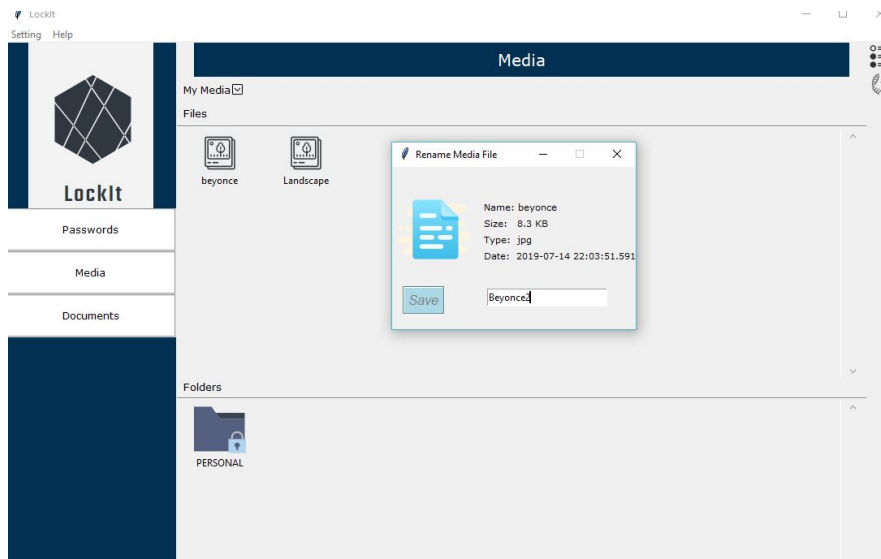 LockIt
Setting Help
Media
My Media
Files
beyonce
Landscape
Rename Media File
Name: beyonce
Size: 8.3 KB
Type: jpg
Date: 2019-07-14 22:03:51.591
Save
Beyonce2
LockIt
Passwords
Media
Documents
Folders
PERSONAL